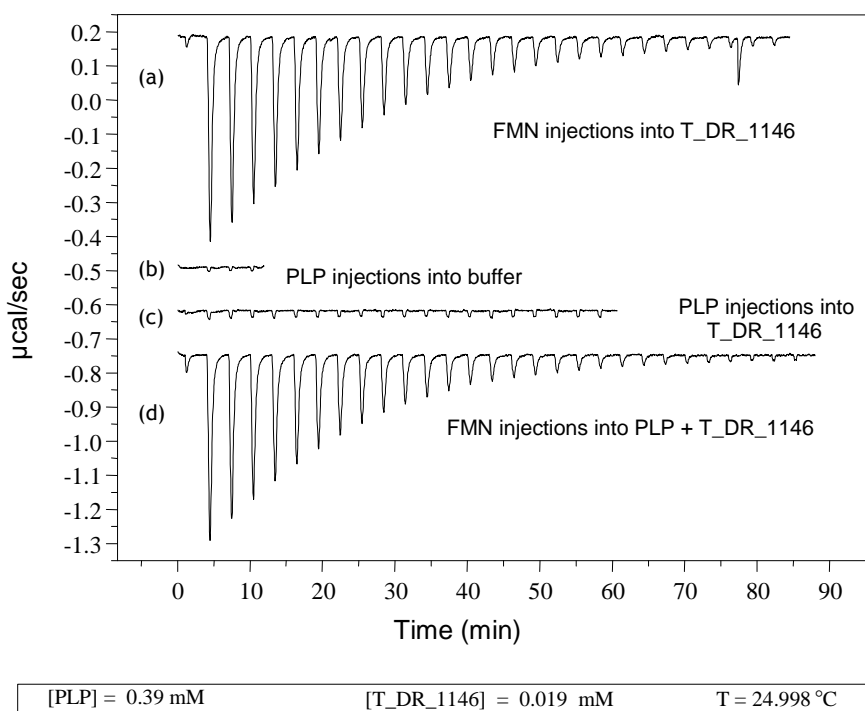 0.2
0.1
0.0
-0.1
-0.2
-0.3
-0.4
-0.5
-0.6
-0.7
-0.8
-0.9
-1.0
-1.1
-1.2
-1.3
µcal/sec
(a)
FMN injections into T_DR_1146
(b)
PLP injections into buffer
(c)
PLP injections into
T_DR_1146
(d)
FMN injections into PLP + T_DR_1146
0 10 20 30 40 50 60 70 80 90
Time (min)
[PLP] = 0.39 mM [T_DR_1146] = 0.019 mM T = 24.998 °C